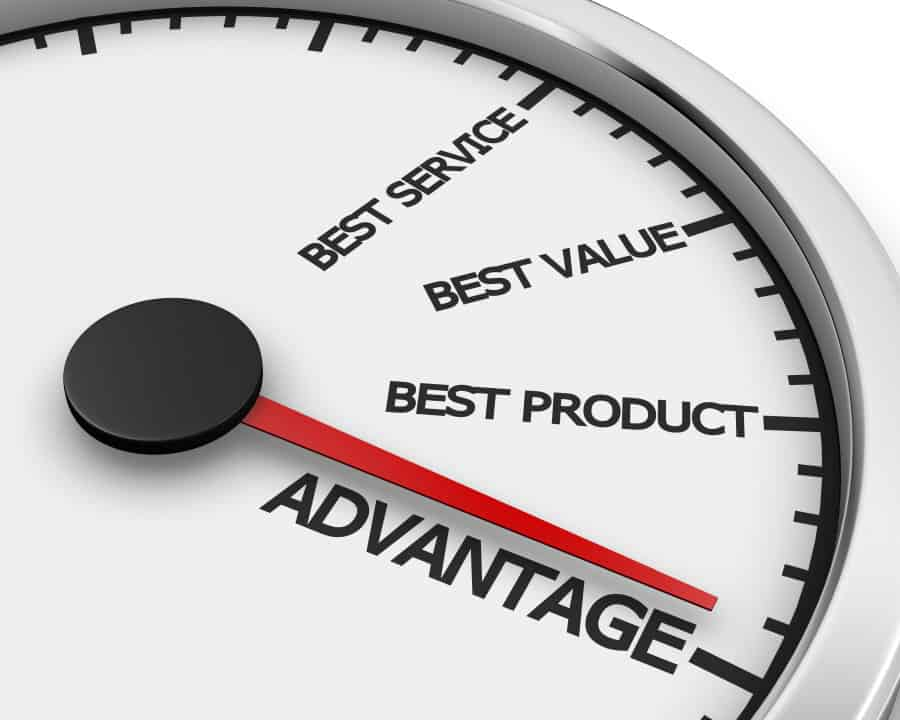 BEST SERVICE
BEST VALUE
BEST PRODUCT
ADVANTAGE